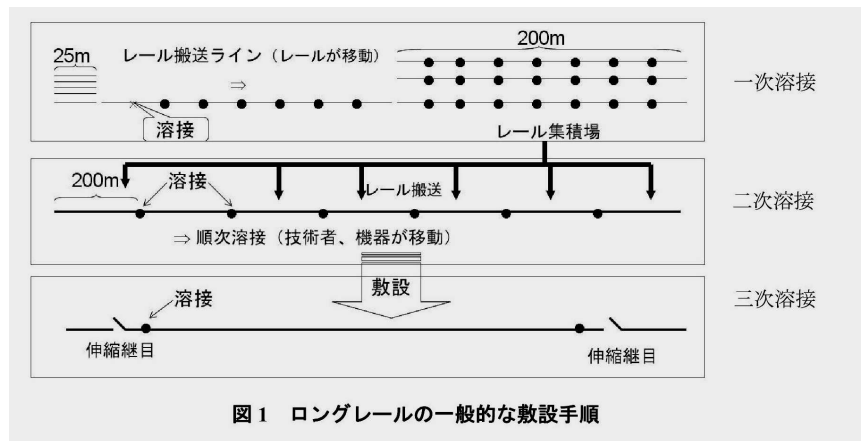 25m
レール搬送ライン（レールが移動）
200m
⇒
溶接
レール集積場
一次溶接
200m
溶接
レール搬送
⇒ 順次溶接（技術者、機器が移動）
二次溶接
敷設
溶接
伸縮継目
伸縮継目
三次溶接
図1　ロングレールの一般的な敷設手順